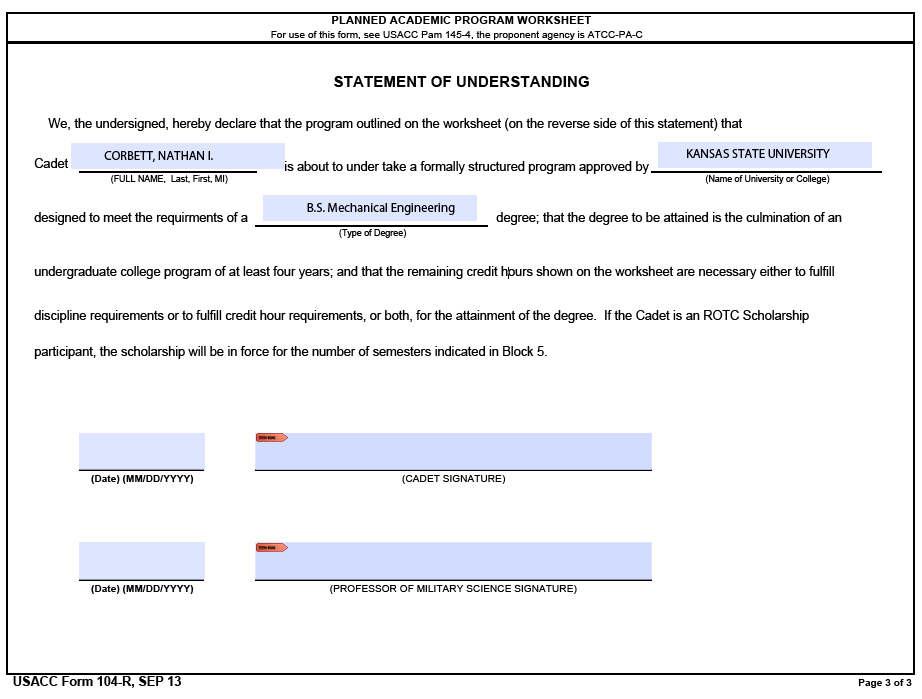 PLANNED ACADEMIC PROGRAM WORKSHEET
For use of this form, see USACC Pam 145-4, the proponent agency is ATCC-PA-C
STATEMENT OF UNDERSTANDING
We, the undersigned, hereby declare that the program outlined on the worksheet (on the reverse side of this statement) that
Cadet CORBETT, NATHAN I. is about to under take a formally structured program approved by KANSAS STATE UNIVERSITY
(FULL NAME, Last, First, MI) (Name of University or College)
designed to meet the requirments of a B.S. Mechanical Engineering degree; that the degree to be attained is the culmination of an
(Type of Degree)
undergraduate college program of at least four years; and that the remaining credit hours shown on the worksheet are necessary either to fulfill
discipline requirements or to fulfill credit hour requirements, or both, for the attainment of the degree. If the Cadet is an ROTC Scholarship
participant, the scholarship will be in force for the number of semesters indicated in Block 5.
(Date) (MM/DD/YYYY) (CADET SIGNATURE)
(Date) (MM/DD/YYYY) (PROFESSOR OF MILITARY SCIENCE SIGNATURE)
USACC Form 104-R, SEP 13 Page 3 of 3